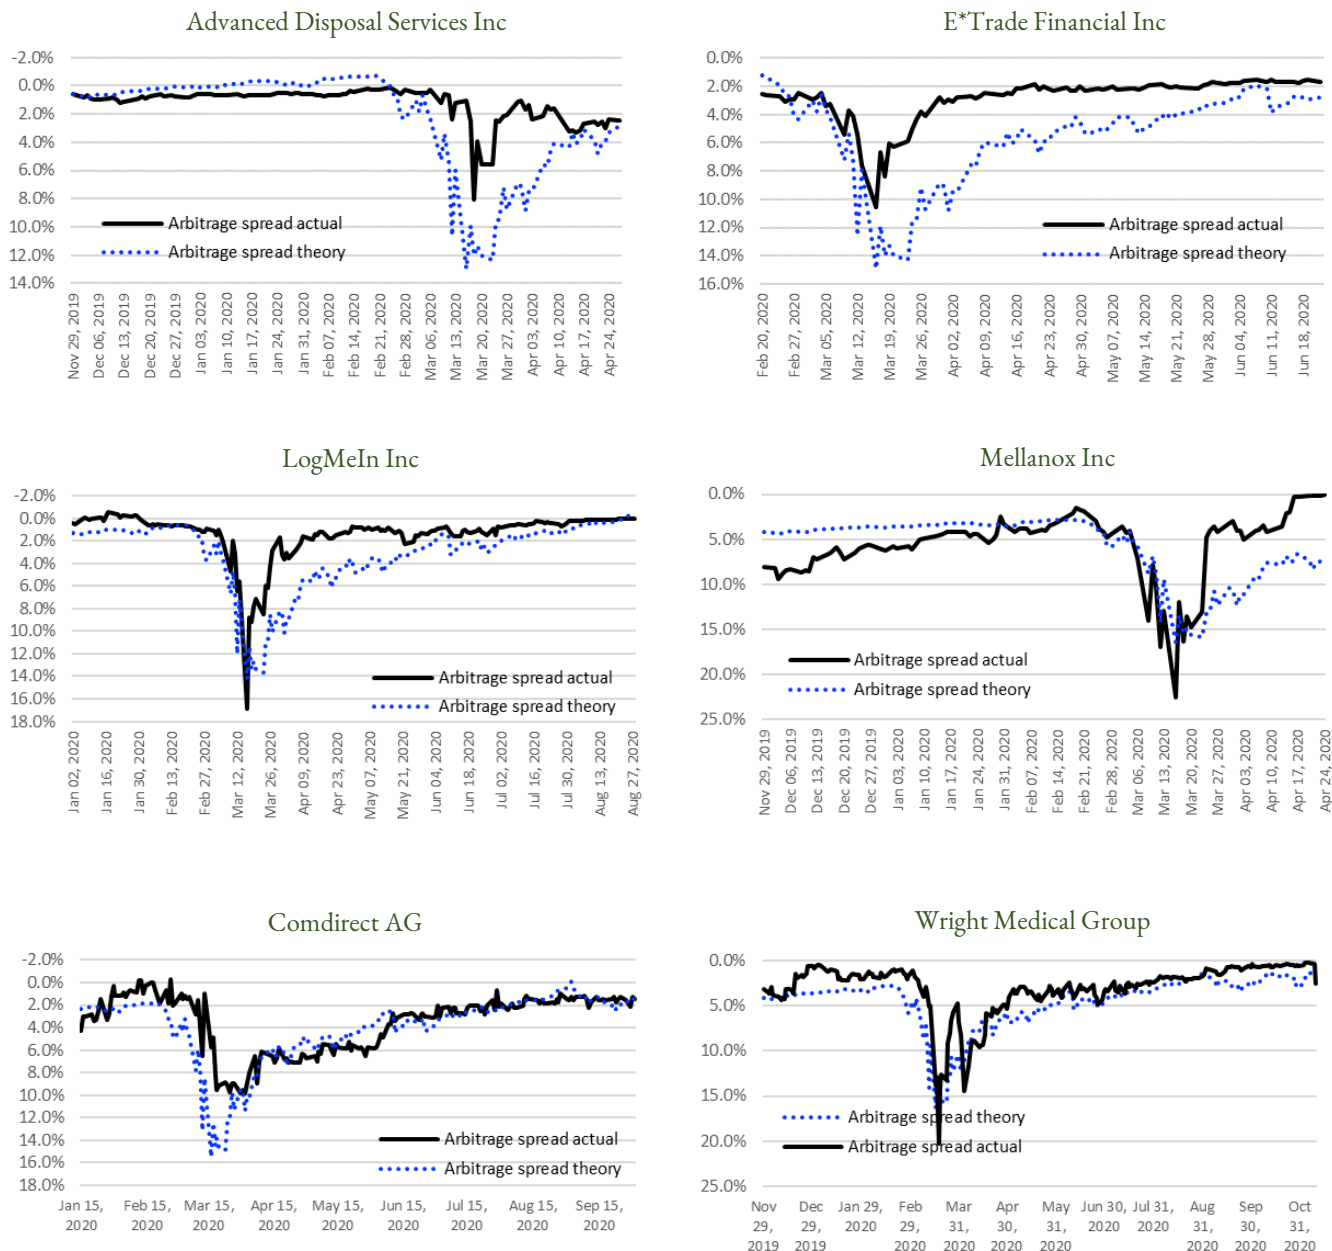 Advanced Disposal Services Inc
-2.0%
0.0%
2.0%
4.0%
6.0%
8.0%
10.0%
12.0%
14.0%
Arbitrage spread actual
Arbitrage spread theory
Nov 29, 2019
Dec 06, 2019
Dec 13, 2019
Dec 20, 2019
Dec 27, 2019
Jan 03, 2020
Jan 10, 2020
Jan 17, 2020
Jan 24, 2020
Jan 31, 2020
Feb 07, 2020
Feb 14, 2020
Feb 21, 2020
Feb 28, 2020
Mar 06, 2020
Mar 13, 2020
Mar 20, 2020
Mar 27, 2020
Apr 03, 2020
Apr 10, 2020
Apr 17, 2020
Apr 24, 2020
E*Trade Financial Inc
0.0%
2.0%
4.0%
6.0%
8.0%
10.0%
12.0%
14.0%
16.0%
Arbitrage spread actual
Arbitrage spread theory
Feb 20, 2020
Feb 27, 2020
Mar 05, 2020
Mar 12, 2020
Mar 19, 2020
Mar 26, 2020
Apr 02, 2020
Apr 09, 2020
Apr 16, 2020
Apr 23, 2020
Apr 30, 2020
May 07, 2020
May 14, 2020
May 21, 2020
May 28, 2020
Jun 04, 2020
Jun 11, 2020
Jun 18, 2020
LogMeIn Inc
-2.0%
0.0%
2.0%
4.0%
6.0%
8.0%
10.0%
12.0%
14.0%
16.0%
18.0%
Arbitrage spread actual
Arbitrage spread theory
Jan 02, 2020
Jan 16, 2020
Jan 30, 2020
Feb 13, 2020
Feb 27, 2020
Mar 12, 2020
Mar 26, 2020
Apr 09, 2020
Apr 23, 2020
May 07, 2020
May 21, 2020
Jun 04, 2020
Jun 18, 2020
Jul 02, 2020
Jul 16, 2020
Jul 30, 2020
Aug 13, 2020
Aug 27, 2020
Mellanox Inc
0.0%
5.0%
10.0%
15.0%
20.0%
25.0%
Arbitrage spread actual
Arbitrage spread theory
Nov 29, 2019
Dec 06, 2019
Dec 13, 2019
Dec 20, 2019
Dec 27, 2019
Jan 03, 2020
Jan 10, 2020
Jan 17, 2020
Jan 24, 2020
Jan 31, 2020
Feb 07, 2020
Feb 14, 2020
Feb 21, 2020
Feb 28, 2020
Mar 06, 2020
Mar 13, 2020
Mar 20, 2020
Mar 27, 2020
Apr 03, 2020
Apr 10, 2020
Apr 17, 2020
Apr 24, 2020
Comdirect AG
-2.0%
0.0%
2.0%
4.0%
6.0%
8.0%
10.0%
12.0%
14.0%
16.0%
18.0%
Arbitrage spread actual
Arbitrage spread theory
Jan 15, Feb 15, Mar 15, Apr 15, May 15, Jun 15, Jul 15, Aug 15, Sep 15,
2020 2020 2020 2020 2020 2020 2020 2020 2020
Wright Medical Group
0.0%
5.0%
10.0%
15.0%
20.0%
25.0%
Arbitrage spread theory
Arbitrage spread actual
Nov Dec Jan 29, Feb Mar Apr May Jun 30, Jul 31, Aug Sep Oct
29, 29, 2020 29, 31, 30, 31, 2020 2020 31, 30, 31,
2019 2019 2020 2020 2020 2020 2020 2020 2020